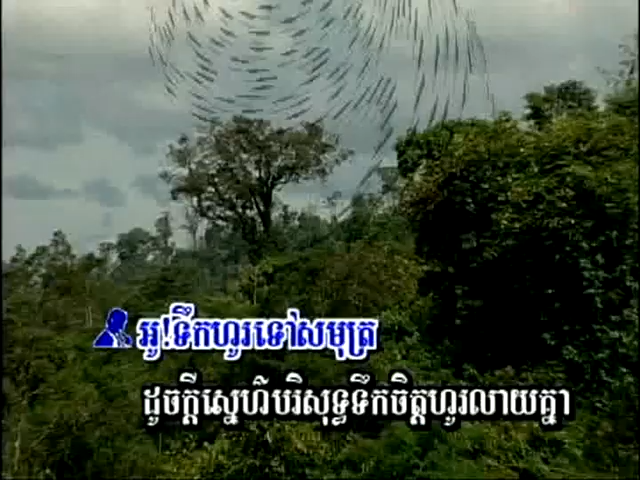 អូ!ទឹកហូរទៅសមុត្រ
ដូចក្ដីស្នេហ៍បរិសុទ្ធទឹកចិត្តហូរលាយគ្នា